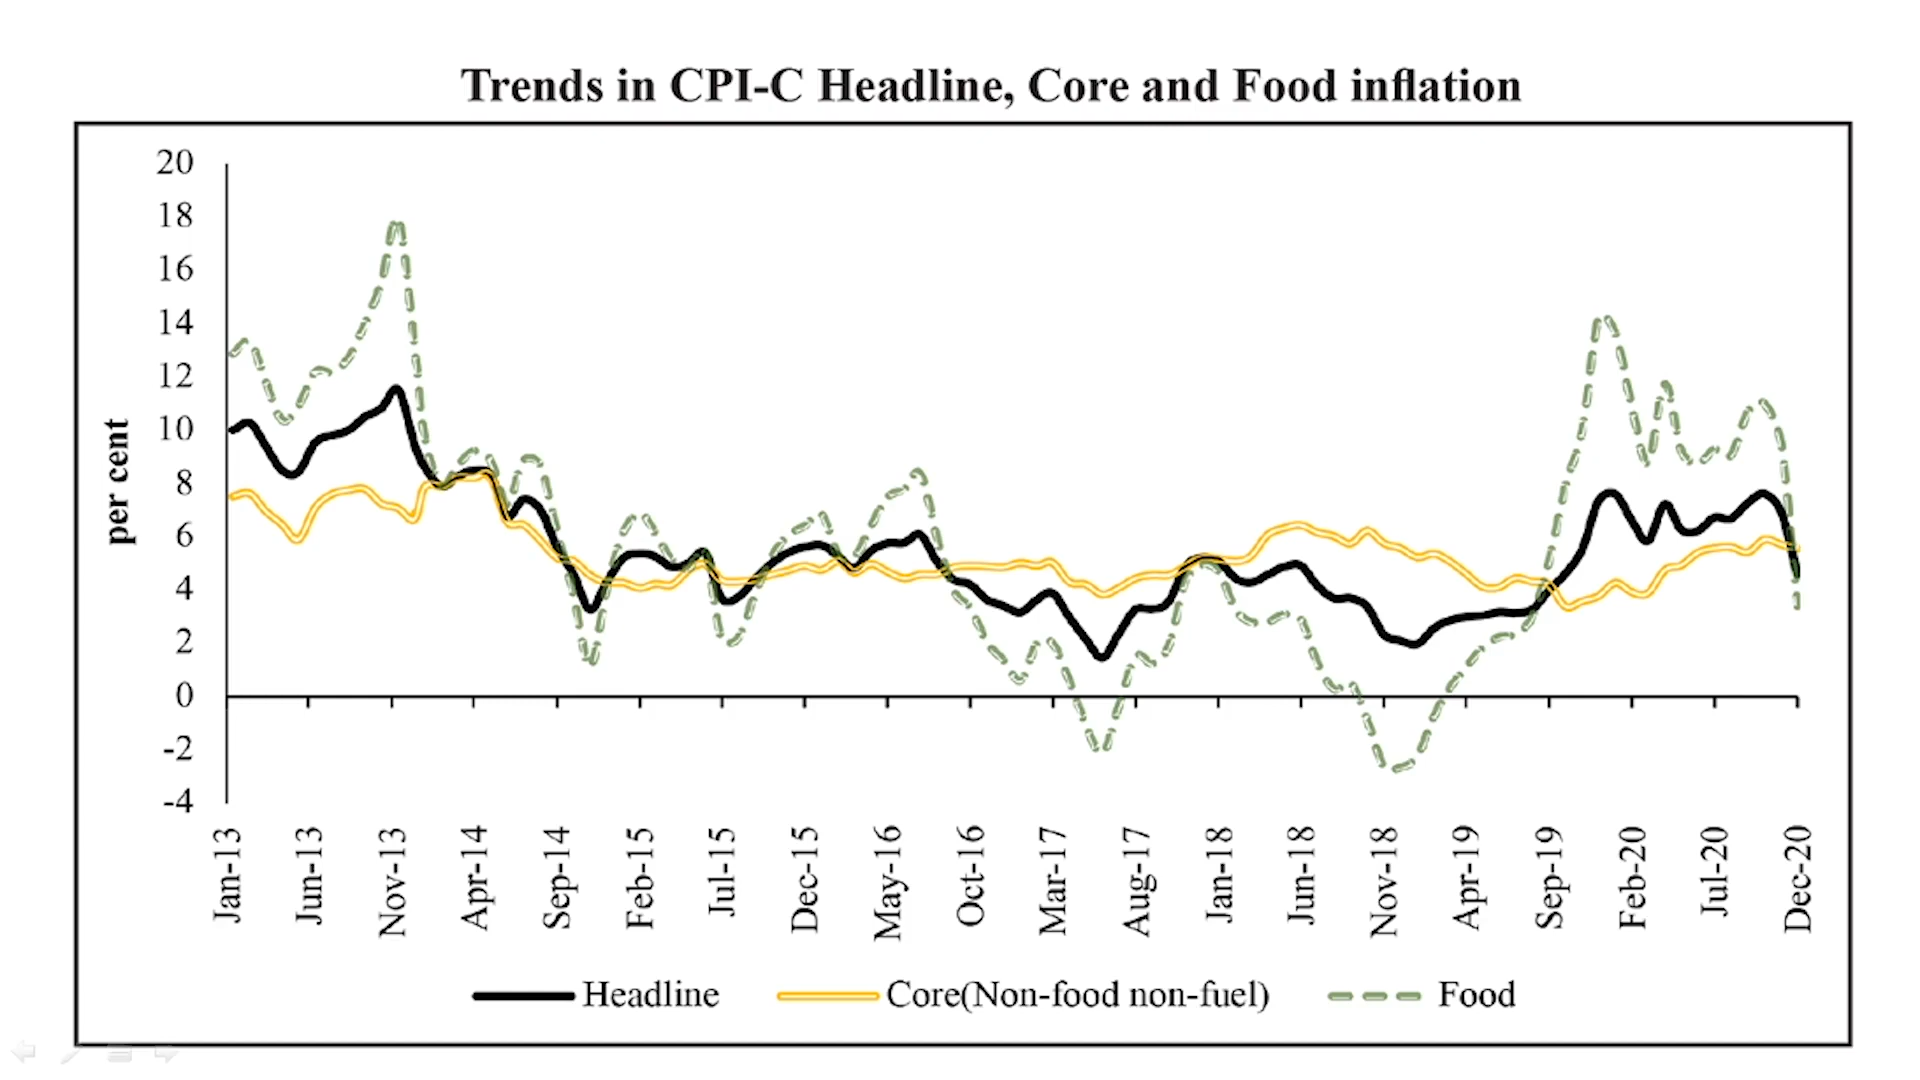 Trends in CPI-C Headline, Core and Food inflation
per cent
20
18
16
14
12
10
8
6
4
2
0
-2
-4
Jan-13
Jun-13
Nov-13
Apr-14
Sep-14
Feb-15
Jul-15
Dec-15
May-16
Oct-16
Mar-17
Aug-17
Jan-18
Jun-18
Nov-18
Apr-19
Sep-19
Feb-20
Jul-20
Dec-20
Headline
Core(Non-food non-fuel)
Food